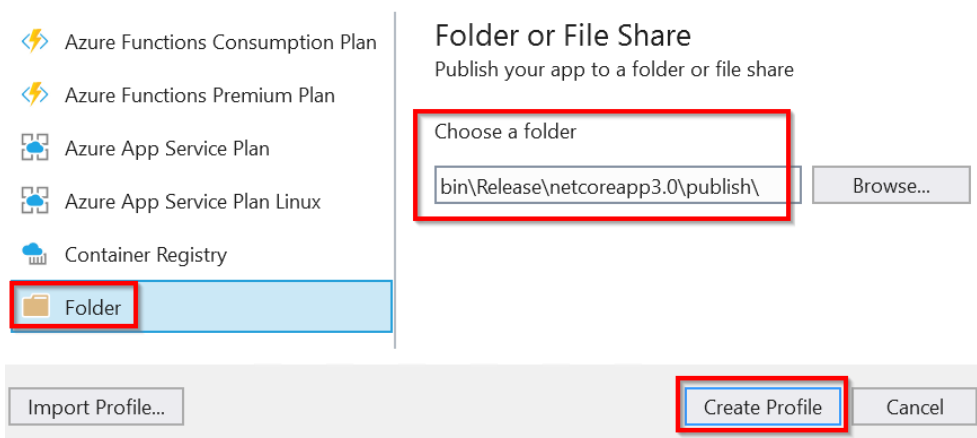 Azure Functions Consumption Plan
Azure Functions Premium Plan
Azure App Service Plan
Azure App Service Plan Linux
Container Registry
Folder
Folder or File Share
Publish your app to a folder or file share
Choose a folder
bin\Release\netcoreapp3.0\publish\
Browse...
Import Profile...
Create Profile
Cancel